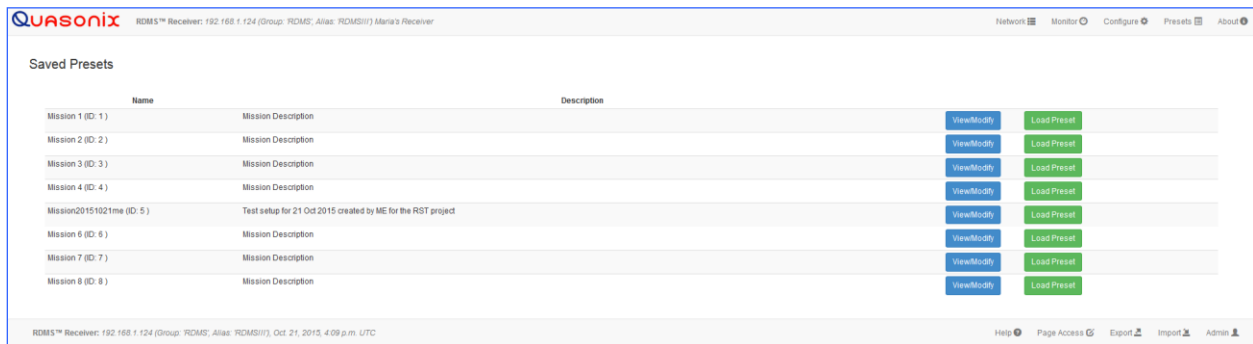 Quasonix RDMS™ Receiver: 192.168.1.124 (Group: 'RDMS', Alias: 'RDMSIII') Maria's Receiver Network Monitor Configure Presets About
Saved Presets
Name Description
Mission 1 (ID: 1 ) Mission Description View/Modify Load Preset
Mission 2 (ID: 2 ) Mission Description View/Modify Load Preset
Mission 3 (ID: 3 ) Mission Description View/Modify Load Preset
Mission 4 (ID: 4 ) Mission Description View/Modify Load Preset
Mission20151021me (ID: 5 ) Test setup for 21 Oct 2015 created by ME for the RST project View/Modify Load Preset
Mission 6 (ID: 6 ) Mission Description View/Modify Load Preset
Mission 7 (ID: 7 ) Mission Description View/Modify Load Preset
Mission 8 (ID: 8 ) Mission Description View/Modify Load Preset
RDMS™ Receiver: 192.168.1.124 (Group: 'RDMS', Alias: 'RDMSIII'), Oct. 21, 2015, 4:09 p.m. UTC Help Page Access Export Import Admin